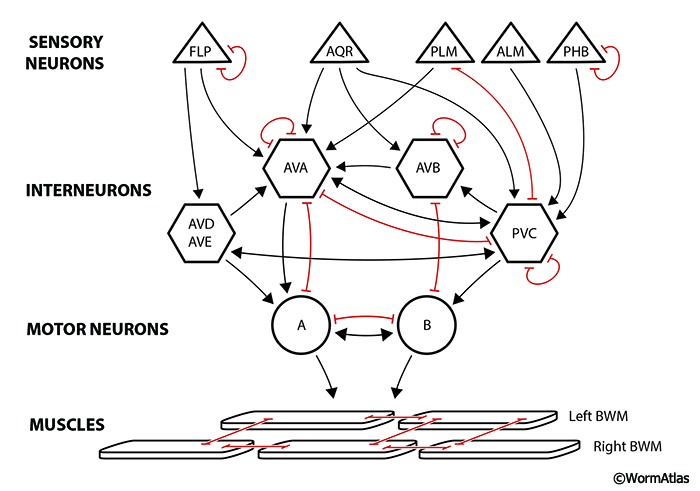 SENSORY
NEURONS
FLP
AQR
PLM
ALM
PHB
INTERNEURONS
AVA
AVB
AVD
AVE
PVC
MOTOR NEURONS
A
B
MUSCLES
Left BWM
Right BWM
©WormAtlas